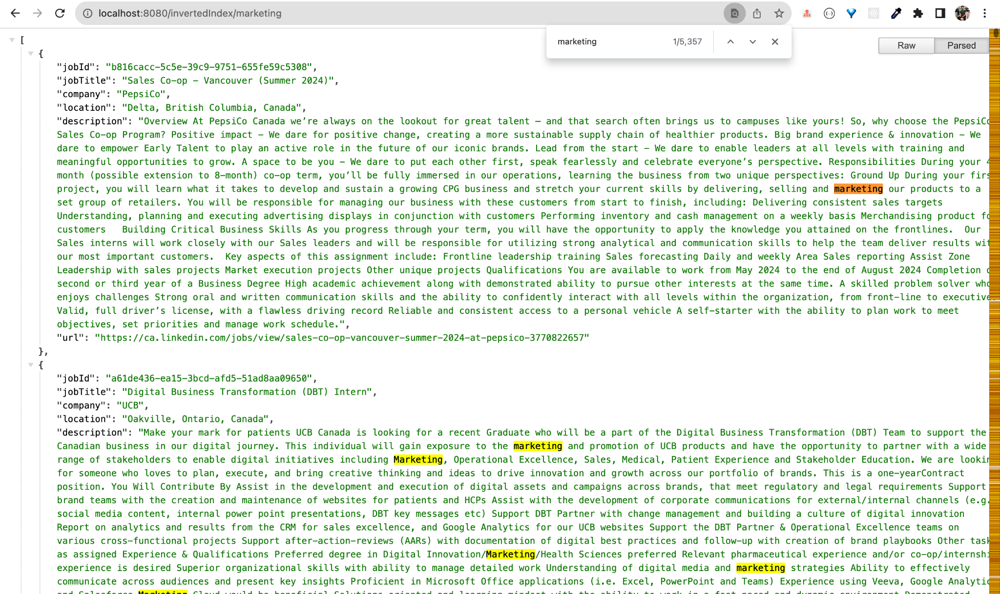 localhost:8080/invertedIndex/marketing
marketing 1/5,357
Raw Parsed
[
{
"jobId": "b816cacc-5c5e-39c9-9751-655fe59c5308",
"jobTitle": "Sales Co-op – Vancouver (Summer 2024)",
"company": "PepsiCo",
"location": "Delta, British Columbia, Canada",
"description": "Overview At PepsiCo Canada we’re always on the lookout for great talent – and that search often brings us to campuses like yours! So, why choose the PepsiCo
Sales Co-op Program? Positive impact – We dare for positive change, creating a more sustainable supply chain of healthier products. Big brand experience & innovation – We
dare to empower Early Talent to play an active role in the future of our iconic brands. Lead from the start – We dare to enable leaders at all levels with training and
meaningful opportunities to grow. A space to be you – We dare to put each other first, speak fearlessly and celebrate everyone’s perspective. Responsibilities During your 4
month (possible extension to 8-month) co-op term, you’ll be fully immersed in our operations, learning the business from two unique perspectives: Ground Up During your firs
project, you will learn what it takes to develop and sustain a growing CPG business and stretch your current skills by delivering, selling and marketing our products to a
set group of retailers. You will be responsible for managing our business with these customers from start to finish, including: Delivering consistent sales targets
Understanding, planning and executing advertising displays in conjunction with customers Performing inventory and cash management on a weekly basis Merchandising product fo
customers   Building Critical Business Skills As you progress through your term, you will have the opportunity to apply the knowledge you attained on the frontlines.  Our
Sales interns will work closely with our Sales leaders and will be responsible for utilizing strong analytical and communication skills to help the team deliver results wit
our most important customers.  Key aspects of this assignment include: Frontline leadership training Sales forecasting Daily and weekly Area Sales reporting Assist Zone
Leadership with sales projects Market execution projects Other unique projects Qualifications You are available to work from May 2024 to the end of August 2024 Completion o
second or third year of a Business Degree High academic achievement along with demonstrated ability to pursue other interests at the same time. A skilled problem solver who
enjoys challenges Strong oral and written communication skills and the ability to confidently interact with all levels within the organization, from front-line to executive
Valid, full driver’s license, with a flawless driving record Reliable and consistent access to a personal vehicle A self-starter with the ability to plan work to meet
objectives, set priorities and manage work schedule.",
"url": "https://ca.linkedin.com/jobs/view/sales-co-op-vancouver-summer-2024-at-pepsico-3770822657"
},
{
"jobId": "a61de436-ea15-3bcd-afd5-51ad8aa09650",
"jobTitle": "Digital Business Transformation (DBT) Intern",
"company": "UCB",
"location": "Oakville, Ontario, Canada",
"description": "Make your mark for patients UCB Canada is looking for a recent Graduate who will be a part of the Digital Business Transformation (DBT) Team to support the
Canadian business in our digital journey. This individual will gain exposure to the marketing and promotion of UCB products and have the opportunity to partner with a wide
range of stakeholders to enable digital initiatives including Marketing, Operational Excellence, Sales, Medical, Patient Experience and Stakeholder Education. We are lookin
for someone who loves to plan, execute, and bring creative thinking and ideas to drive innovation and growth across our portfolio of brands. This is a one-yearContract
position. You Will Contribute By Assist in the development and execution of digital assets and campaigns across brands, that meet regulatory and legal requirements Support
brand teams with the creation and maintenance of websites for patients and HCPs Assist with the development of corporate communications for external/internal channels (e.g.
social media content, internal power point presentations, DBT key messages etc) Support DBT Partner with change management and building a culture of digital innovation
Report on analytics and results from the CRM for sales excellence, and Google Analytics for our UCB websites Support the DBT Partner & Operational Excellence teams on
various cross-functional projects Support after-action-reviews (AARs) with documentation of digital best practices and follow-up with creation of brand playbooks Other task
as assigned Experience & Qualifications Preferred degree in Digital Innovation/Marketing/Health Sciences preferred Relevant pharmaceutical experience and/or co-op/internshi
experience is desired Superior organizational skills with ability to manage detailed work Understanding of digital media and marketing strategies Ability to effectively
communicate across audiences and present key insights Proficient in Microsoft Office applications (i.e. Excel, PowerPoint and Teams) Experience using Veeva, Google Analytic
and Salesforce Marketing Cloud would be beneficial Solutions oriented and learning mindset with the ability to work in a fast paced and dynamic environment Demonstrated